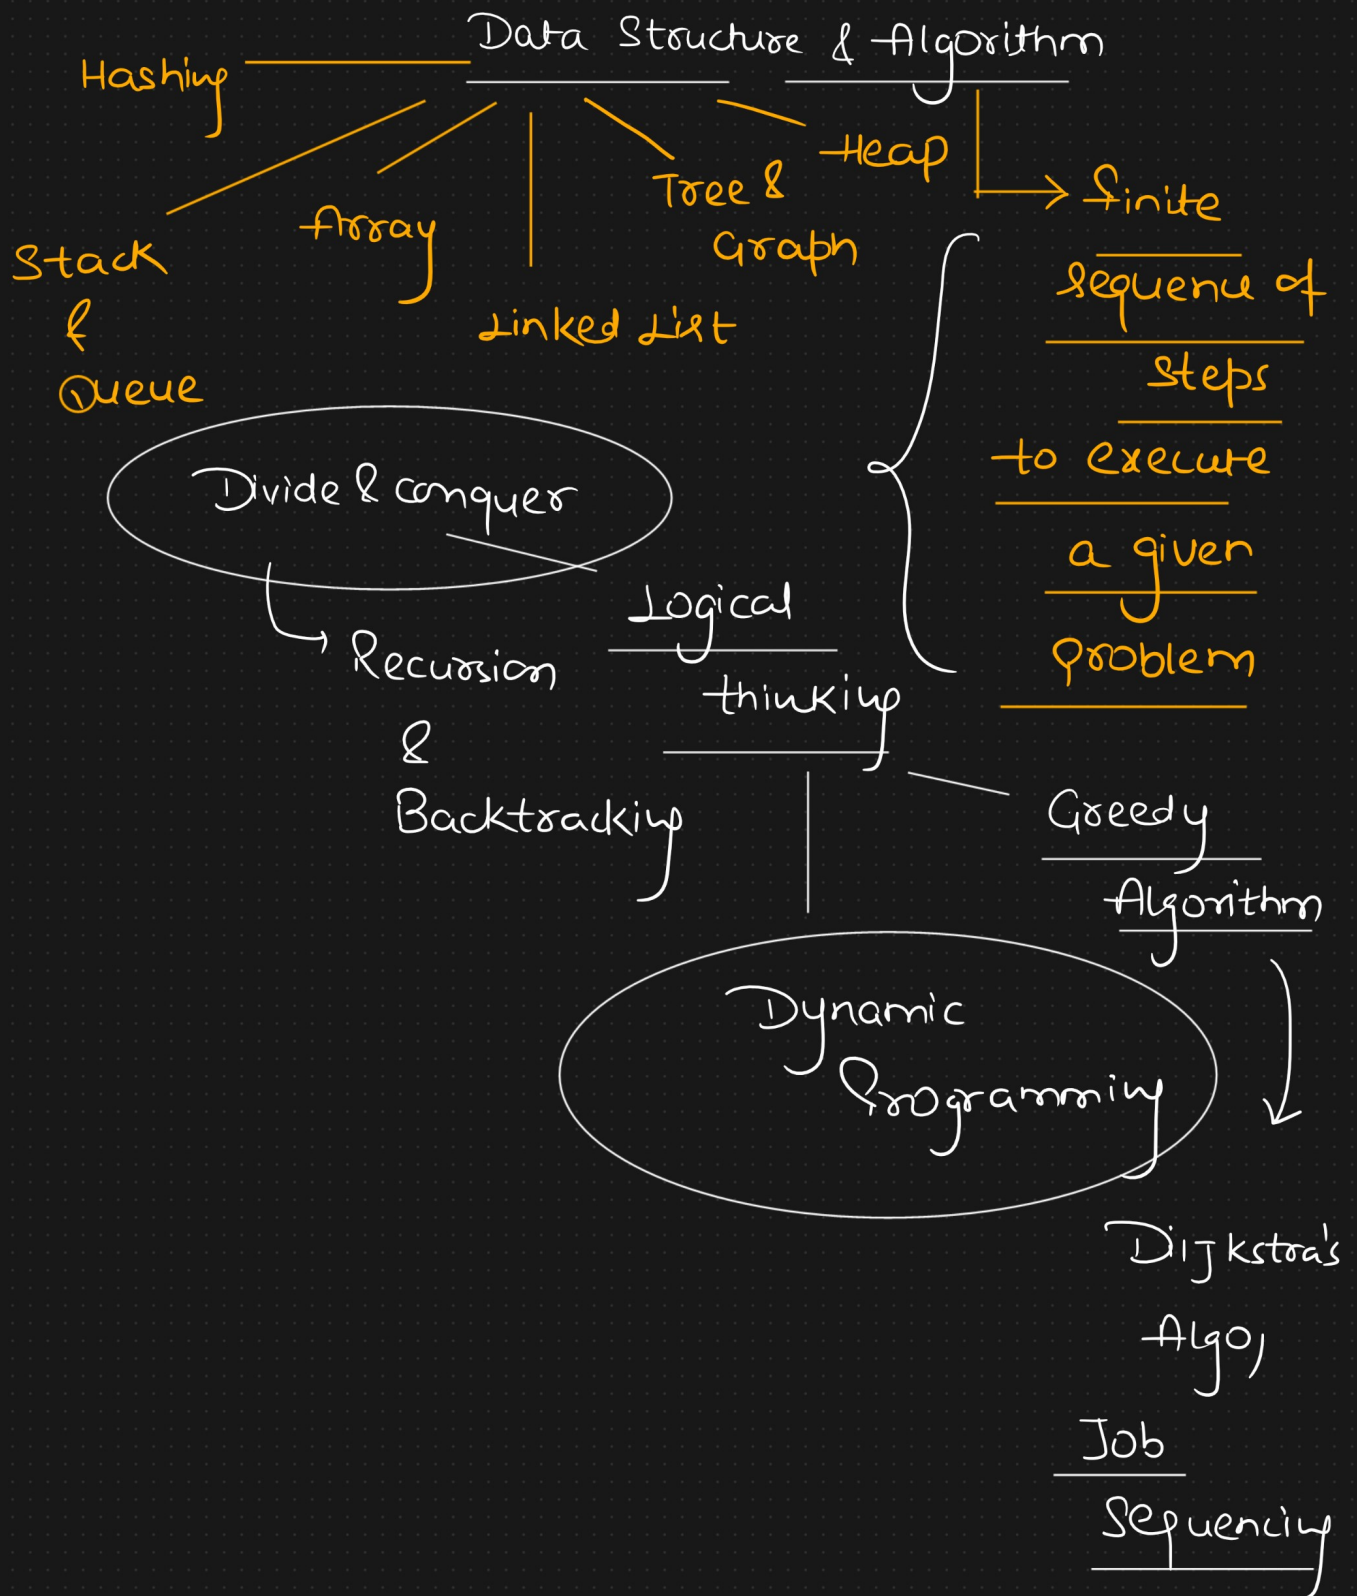 Data Structure & Algorithm
Hashing
Stack
&
Queue
Array
Linked List
Tree &
Graph
Heap
finite
sequence of
steps
to execute
a given
problem
Divide & conquer
Recursion
&
Backtracking
Logical
thinking
Greedy
Algorithm
Dynamic
Programming
Dijkstra's
Algo,
Job
Sequencing